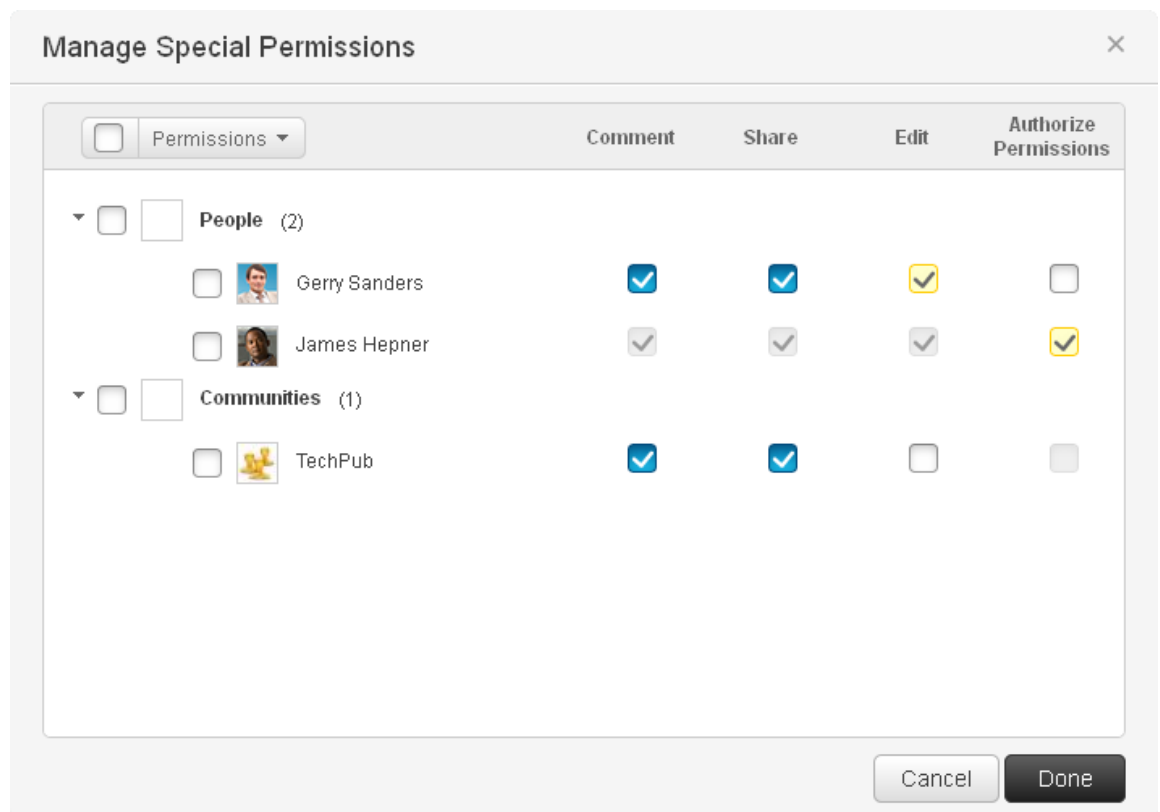 Manage Special Permissions
Permissions Comment Share Edit Authorize Permissions
People (2)
Gerry Sanders
James Hepner
Communities (1)
TechPub
Cancel Done